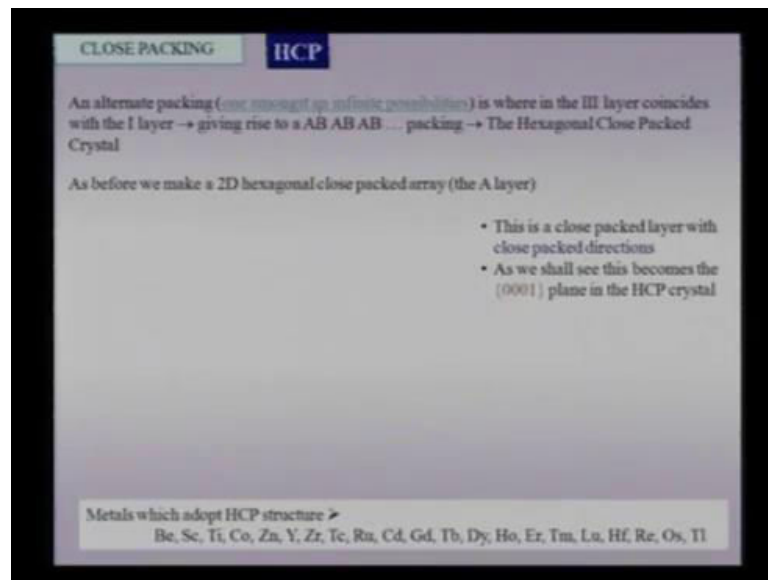 CLOSE PACKING
HCP
An alternate packing (one amongst up infinite possibilities) is where in the III layer coincides
with the I layer → giving rise to a AB AB AB … packing → The Hexagonal Close Packed
Crystal
As before we make a 2D hexagonal close packed array (the A layer)
• This is a close packed layer with
close packed directions
• As we shall see this becomes the
{0001} plane in the HCP crystal
Metals which adopt HCP structure ➢
Be, Sc, Ti, Co, Zn, Y, Zr, Tc, Ru, Cd, Gd, Tb, Dy, Ho, Er, Tm, Lu, Hf, Re, Os, Tl